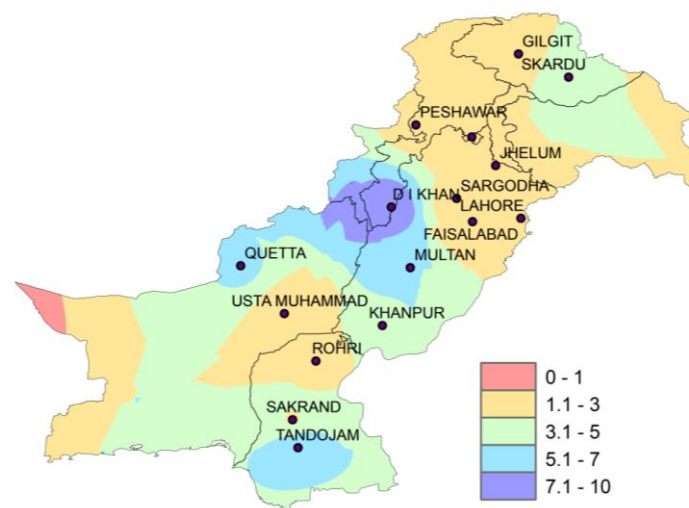 GILGIT
SKARDU
PESHAWAR
JHELUM
SARGODHA
D I KHAN
LAHORE
FAISALABAD
QUETTA
MULTAN
USTA MUHAMMAD
KHANPUR
ROHRI
SAKRAND
TANDOJAM
0 - 1
1.1 - 3
3.1 - 5
5.1 - 7
7.1 - 10